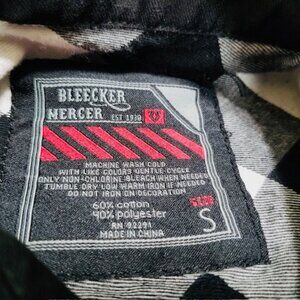 BLEECKER
MERCER
EST 1930
MACHINE WASH COLD
WITH LIKE COLORS GENTLE CYCLE
ONLY NON-CHLORINE BLEACH WHEN NEEDED
TUMBLE DRY LOW WARM IRON IF NEEDED
DO NOT IRON ON DECORATION
60% cotton
40% polyester
RN 92291
MADE IN CHINA
SIZE
S